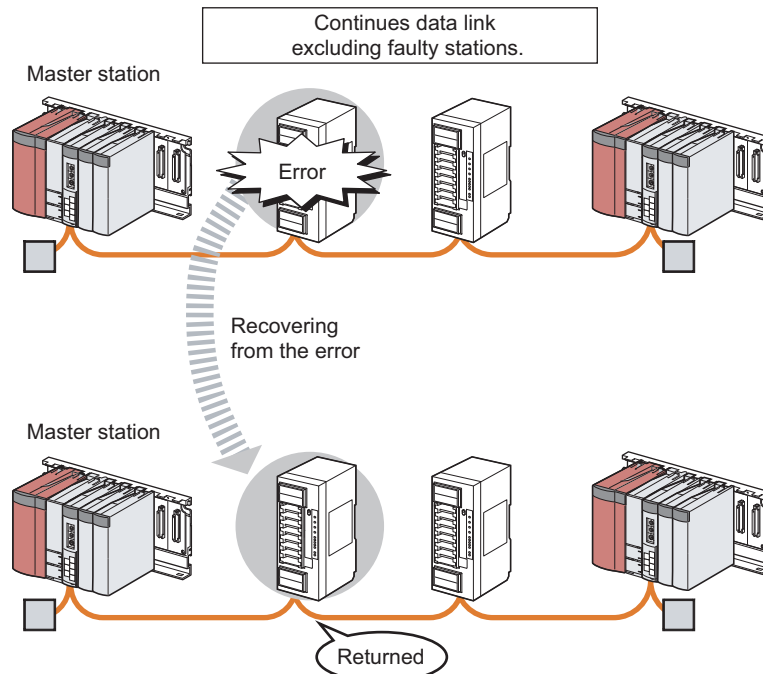 Continues data link
excluding faulty stations.
Master station
Error
Recovering
from the error
Master station
Returned